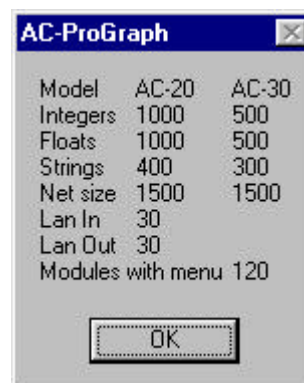 AC-ProGraph
Model AC-20 AC-30
Integers 1000 500
Floats 1000 500
Strings 400 300
Net size 1500 1500
Lan In 30
Lan Out 30
Modules with menu 120
OK